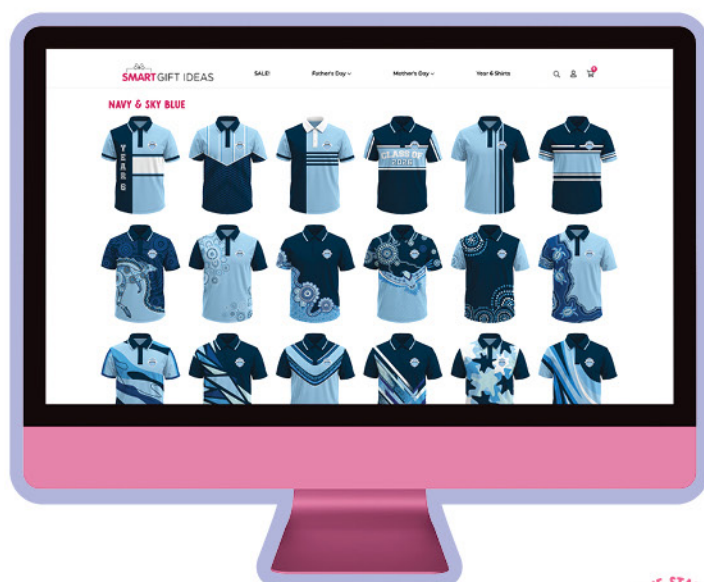 SMARTGIFT IDEAS
SALE!
Father's Day
Mother's Day
Year 6 Shirts
NAVY & SKY BLUE
YEAR 6
CLASS OF